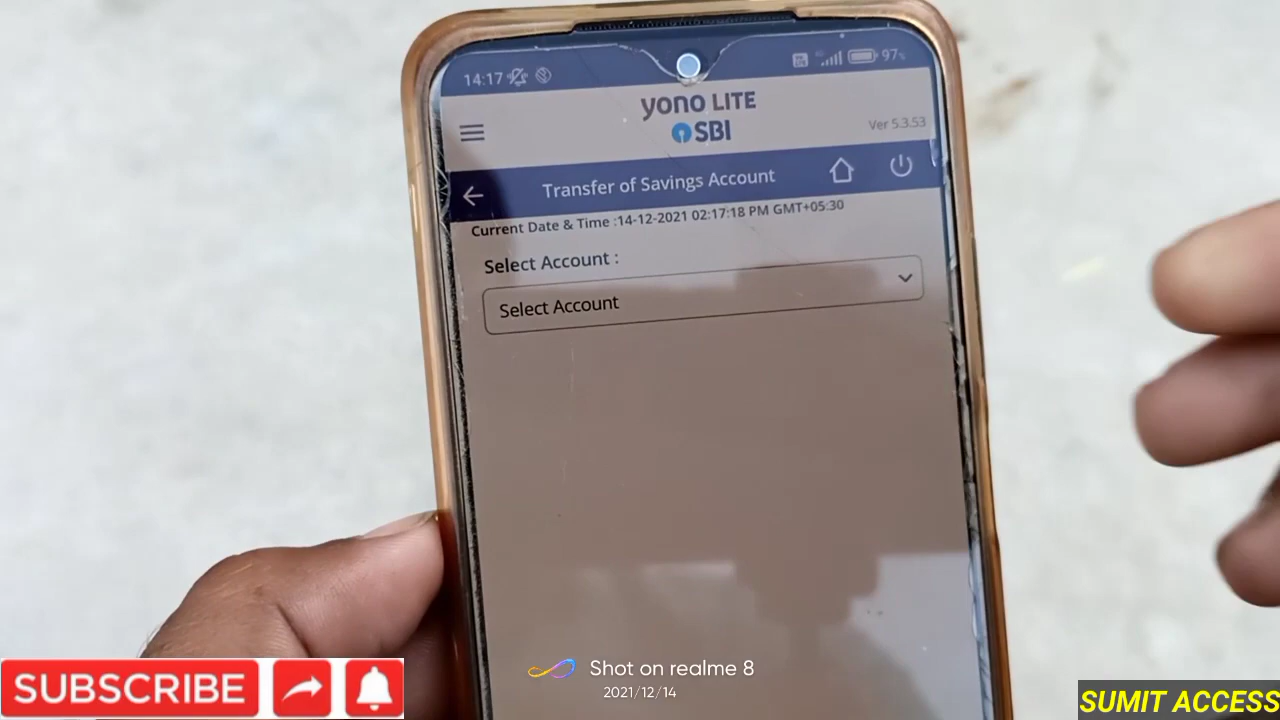 14:17
97%
yono LITE
SBI
Ver 5.3.53
Transfer of Savings Account
Current Date & Time :14-12-2021 02:17:18 PM GMT+05:30
Select Account :
Select Account
Shot on realme 8
2021/12/14
SUBSCRIBE
SUMIT ACCESS